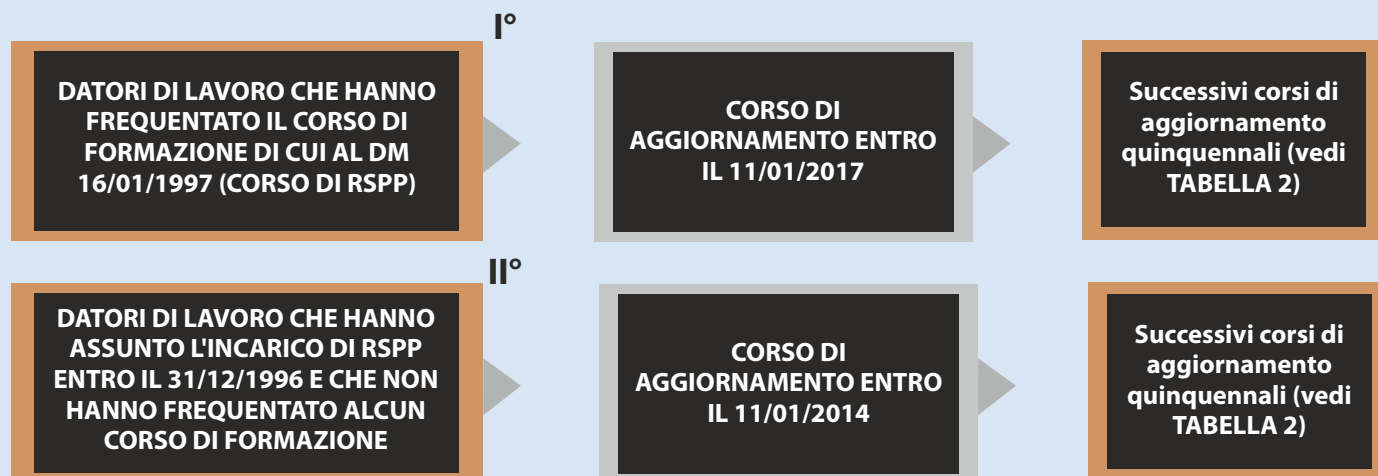 I°
DATORI DI LAVORO CHE HANNO
FREQUENTATO IL CORSO DI
FORMAZIONE DI CUI AL DM
16/01/1997 (CORSO DI RSPP)
CORSO DI
AGGIORNAMENTO ENTRO
IL 11/01/2017
Successivi corsi di
aggiornamento
quinquennali (vedi
TABELLA 2)
II°
DATORI DI LAVORO CHE HANNO
ASSUNTO L'INCARICO DI RSPP
ENTRO IL 31/12/1996 E CHE NON
HANNO FREQUENTATO ALCUN
CORSO DI FORMAZIONE
CORSO DI
AGGIORNAMENTO ENTRO
IL 11/01/2014
Successivi corsi di
aggiornamento
quinquennali (vedi
TABELLA 2)